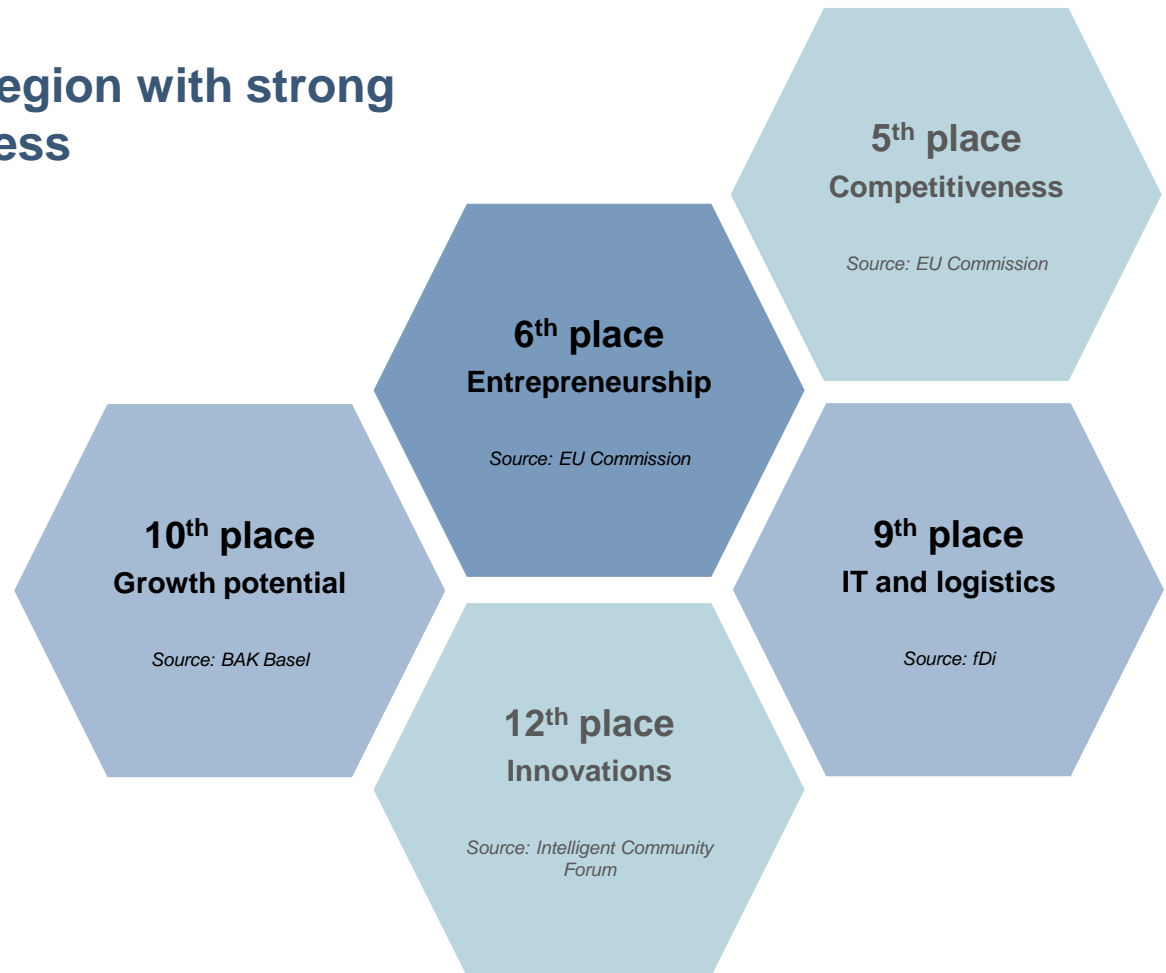 egion with strong
ess
5th place
Competitiveness
Source: EU Commission
6th place
Entrepreneurship
Source: EU Commission
10th place
Growth potential
Source: BAK Basel
9th place
IT and logistics
Source: fDi
12th place
Innovations
Source: Intelligent Community
Forum